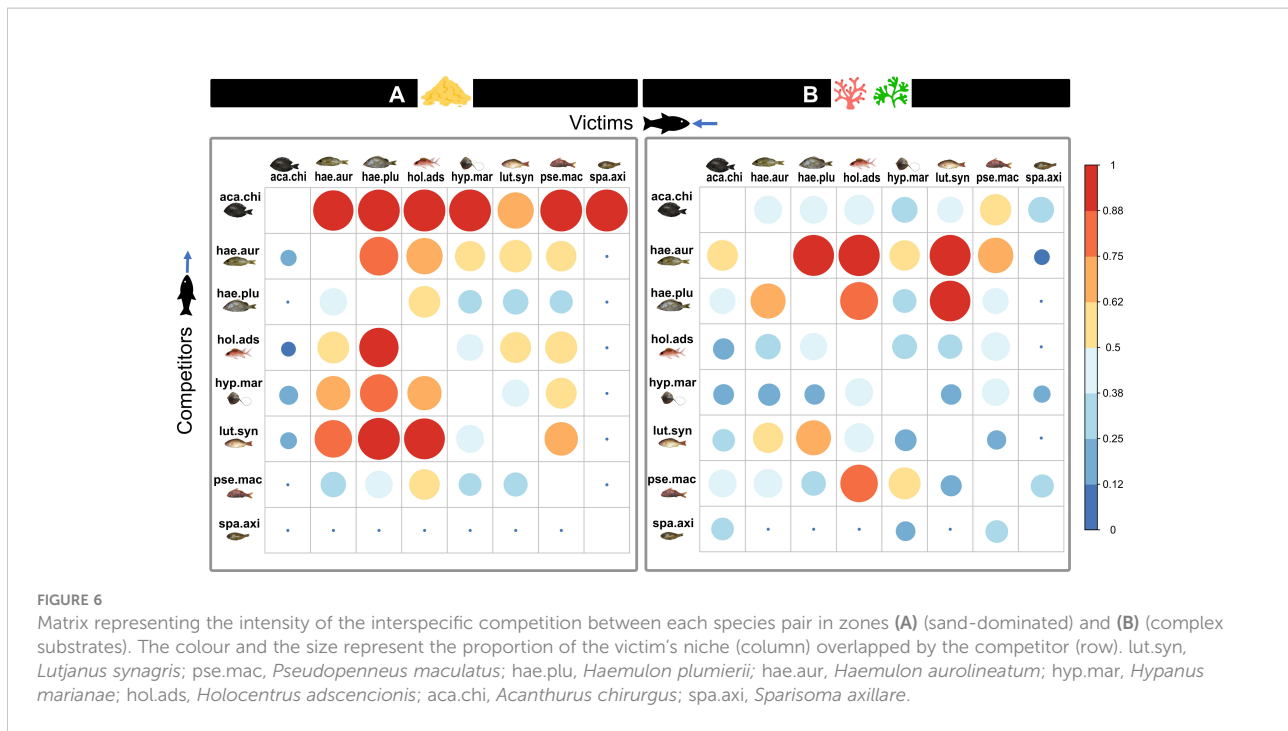 A
B
Victims
aca.chi hae.aur hae.plu hol.ads hyp.mar lut.syn pse.mac spa.axi
aca.chi hae.aur hae.plu hol.ads hyp.mar lut.syn pse.mac spa.axi
Competitors
aca.chi
hae.aur
hae.plu
hol.ads
hyp.mar
lut.syn
pse.mac
spa.axi
aca.chi
hae.aur
hae.plu
hol.ads
hyp.mar
lut.syn
pse.mac
spa.axi
1
0.88
0.75
0.62
0.5
0.38
0.25
0.12
0
FIGURE 6
Matrix representing the intensity of the interspecific competition between each species pair in zones (A) (sand-dominated) and (B) (complex
substrates). The colour and the size represent the proportion of the victim's niche (column) overlapped by the competitor (row). lut.syn,
Lutjanus synagris; pse.mac, Pseudopenneus maculatus; hae.plu, Haemulon plumierii; hae.aur, Haemulon aurolineatum; hyp.mar, Hypanus
marianae; hol.ads, Holocentrus adscencionis; aca.chi, Acanthurus chirurgus; spa.axi, Sparisoma axillare.